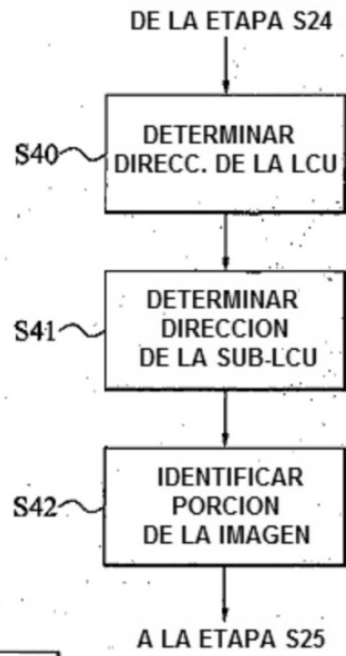 DE LA ETAPA S24
S40
DETERMINAR
DIRECC. DE LA LCU
S41
DETERMINAR
DIRECCION
DE LA SUB-LCU
S42
IDENTIFICAR
PORCION
DE LA IMAGEN
A LA ETAPA S25